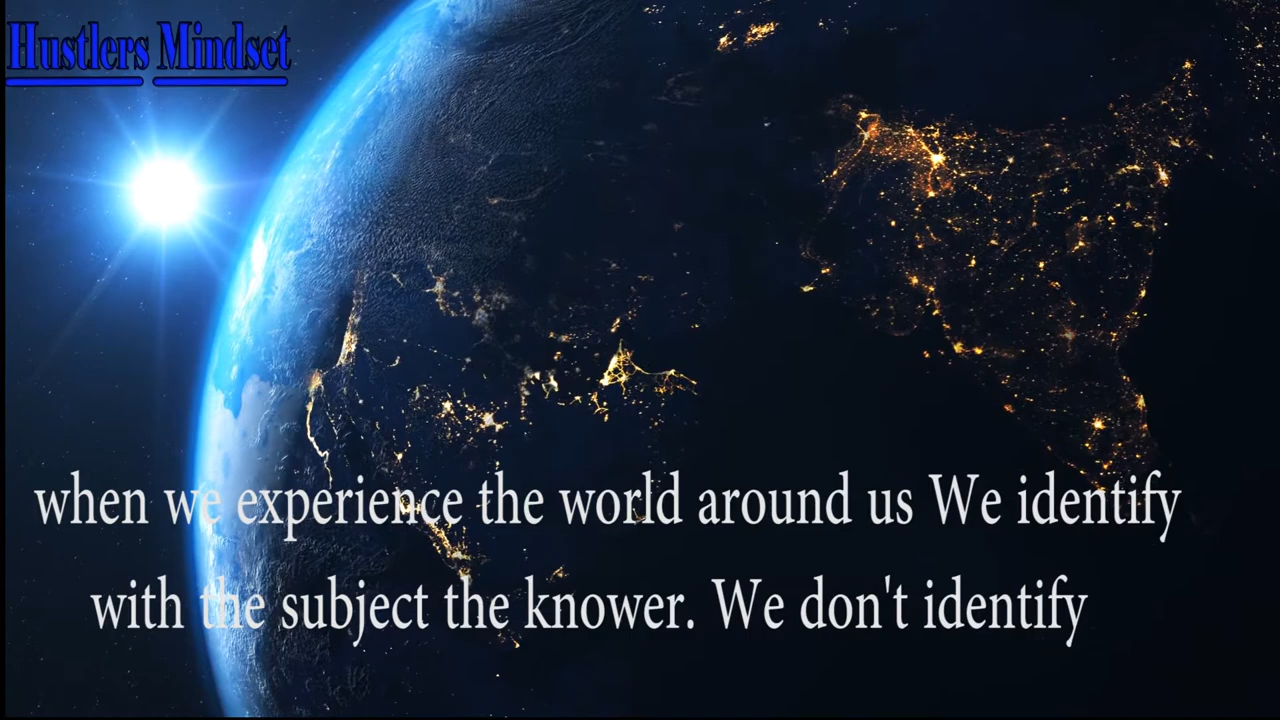 Hustlers Mindset
when we experience the world around us We identify
with the subject the knower. We don't identify